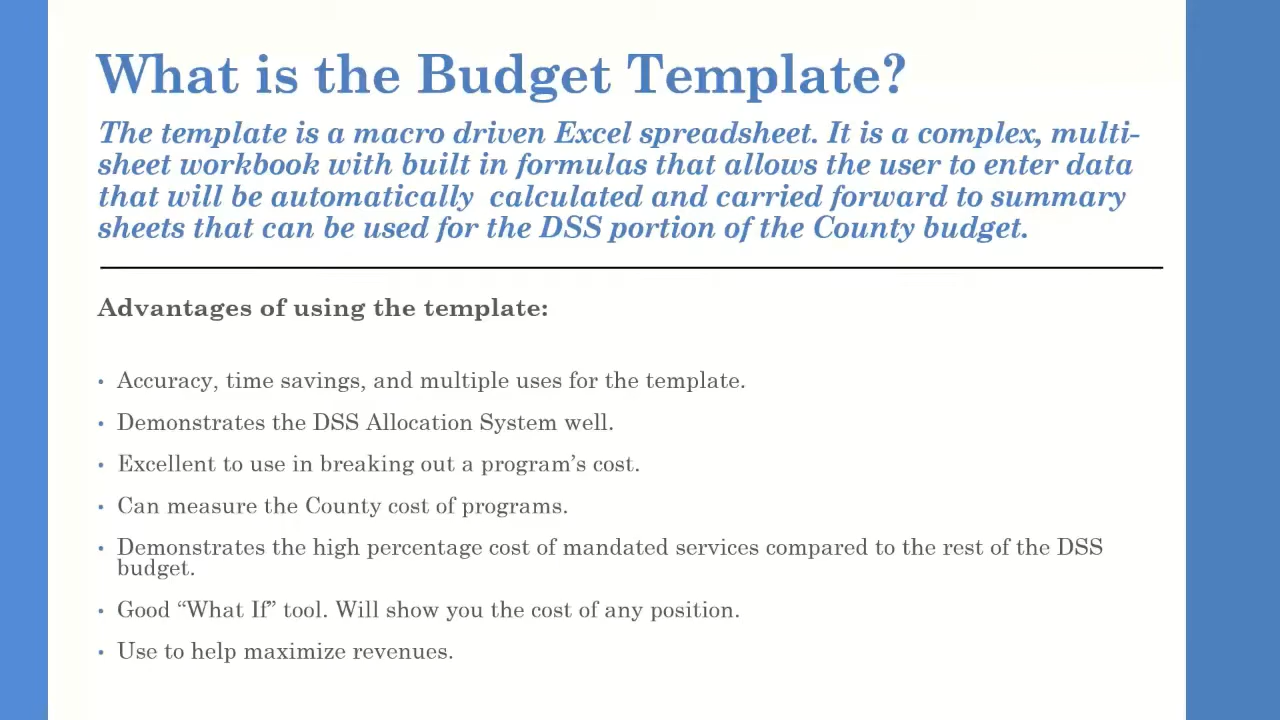 What is the Budget Template?
The template is a macro driven Excel spreadsheet. It is a complex, multi-
sheet workbook with built in formulas that allows the user to enter data
that will be automatically  calculated and carried forward to summary
sheets that can be used for the DSS portion of the County budget.
Advantages of using the template:
• Accuracy, time savings, and multiple uses for the template.
• Demonstrates the DSS Allocation System well.
• Excellent to use in breaking out a program’s cost.
• Can measure the County cost of programs.
• Demonstrates the high percentage cost of mandated services compared to the rest of the DSS
budget.
• Good “What If” tool. Will show you the cost of any position.
• Use to help maximize revenues.